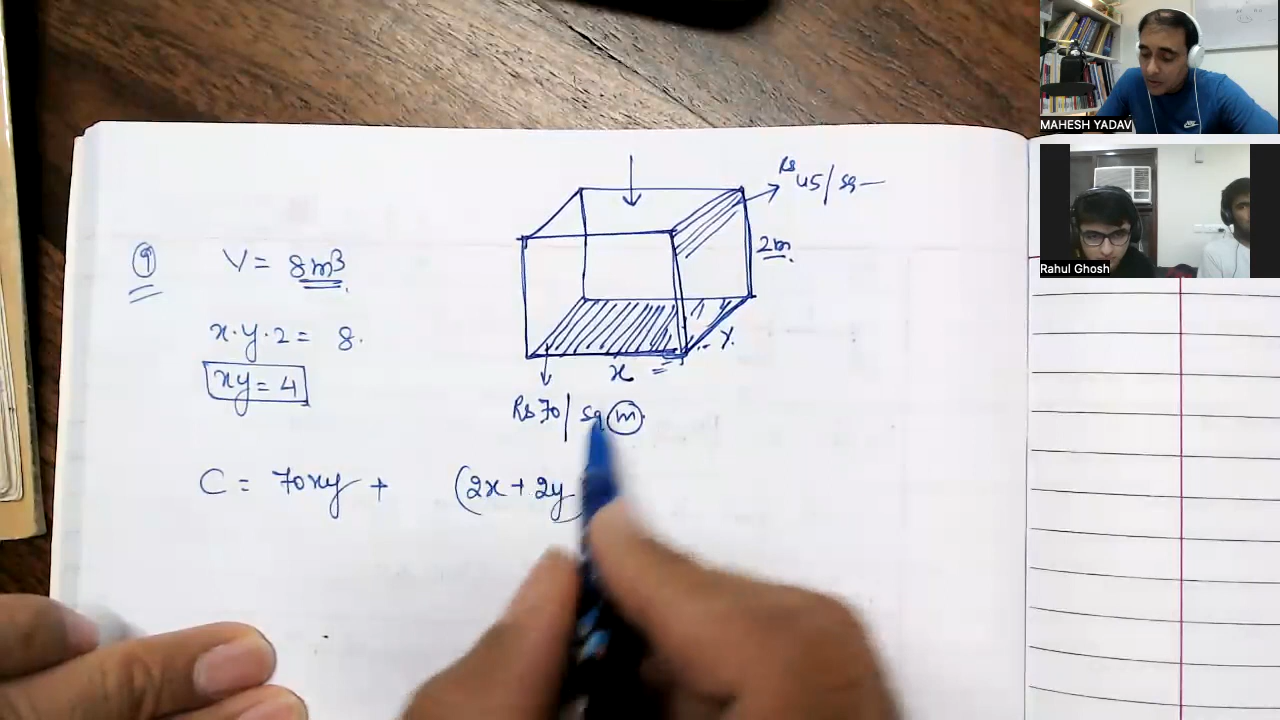 MAHESH YADAV
Rahul Ghosh
Rs 45/sq
9
V = 8m³
2m.
x.y.2 = 8.
y.
x
xy = 4
Rs 70/sq m.
C = 70xy + (2x + 2y